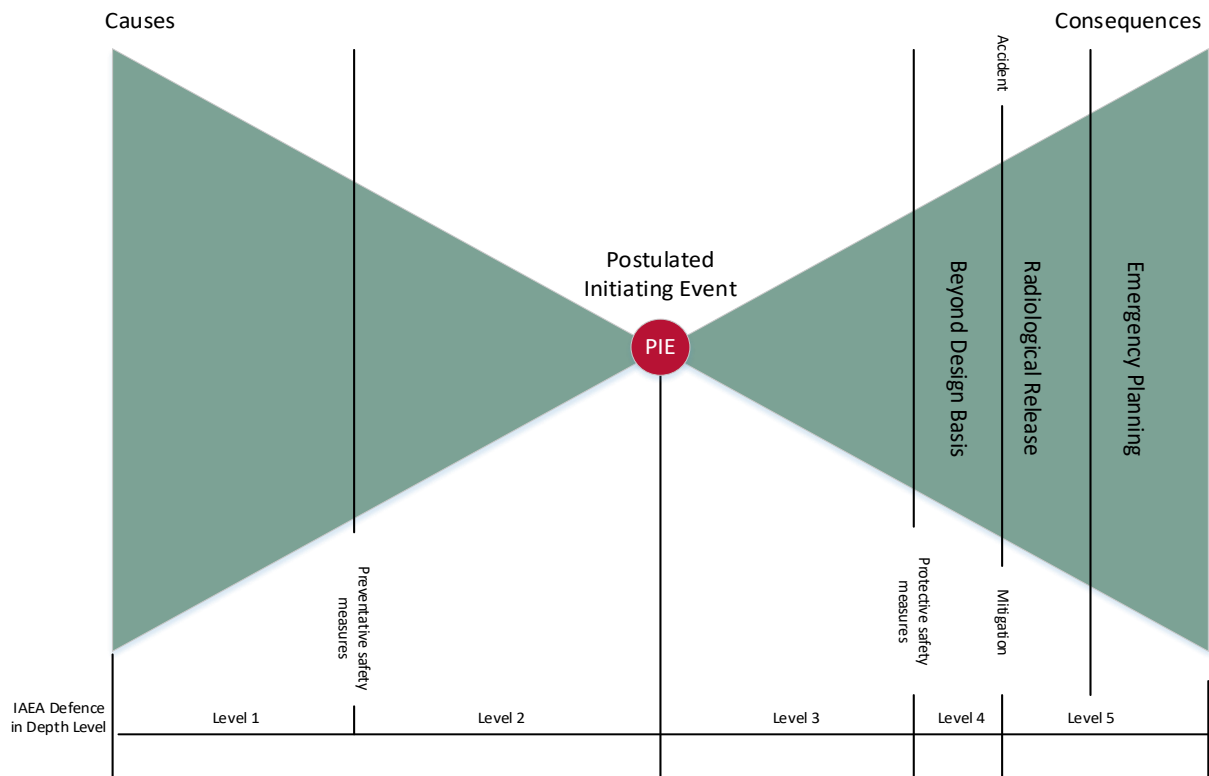 Causes
Consequences
Accident
Postulated
Initiating Event
PIE
Beyond Design Basis
Radiological Release
Emergency Planning
Preventative safety
measures
Protective safety
measures
Mitigation
IAEA Defence
in Depth Level
Level 1
Level 2
Level 3
Level 4
Level 5